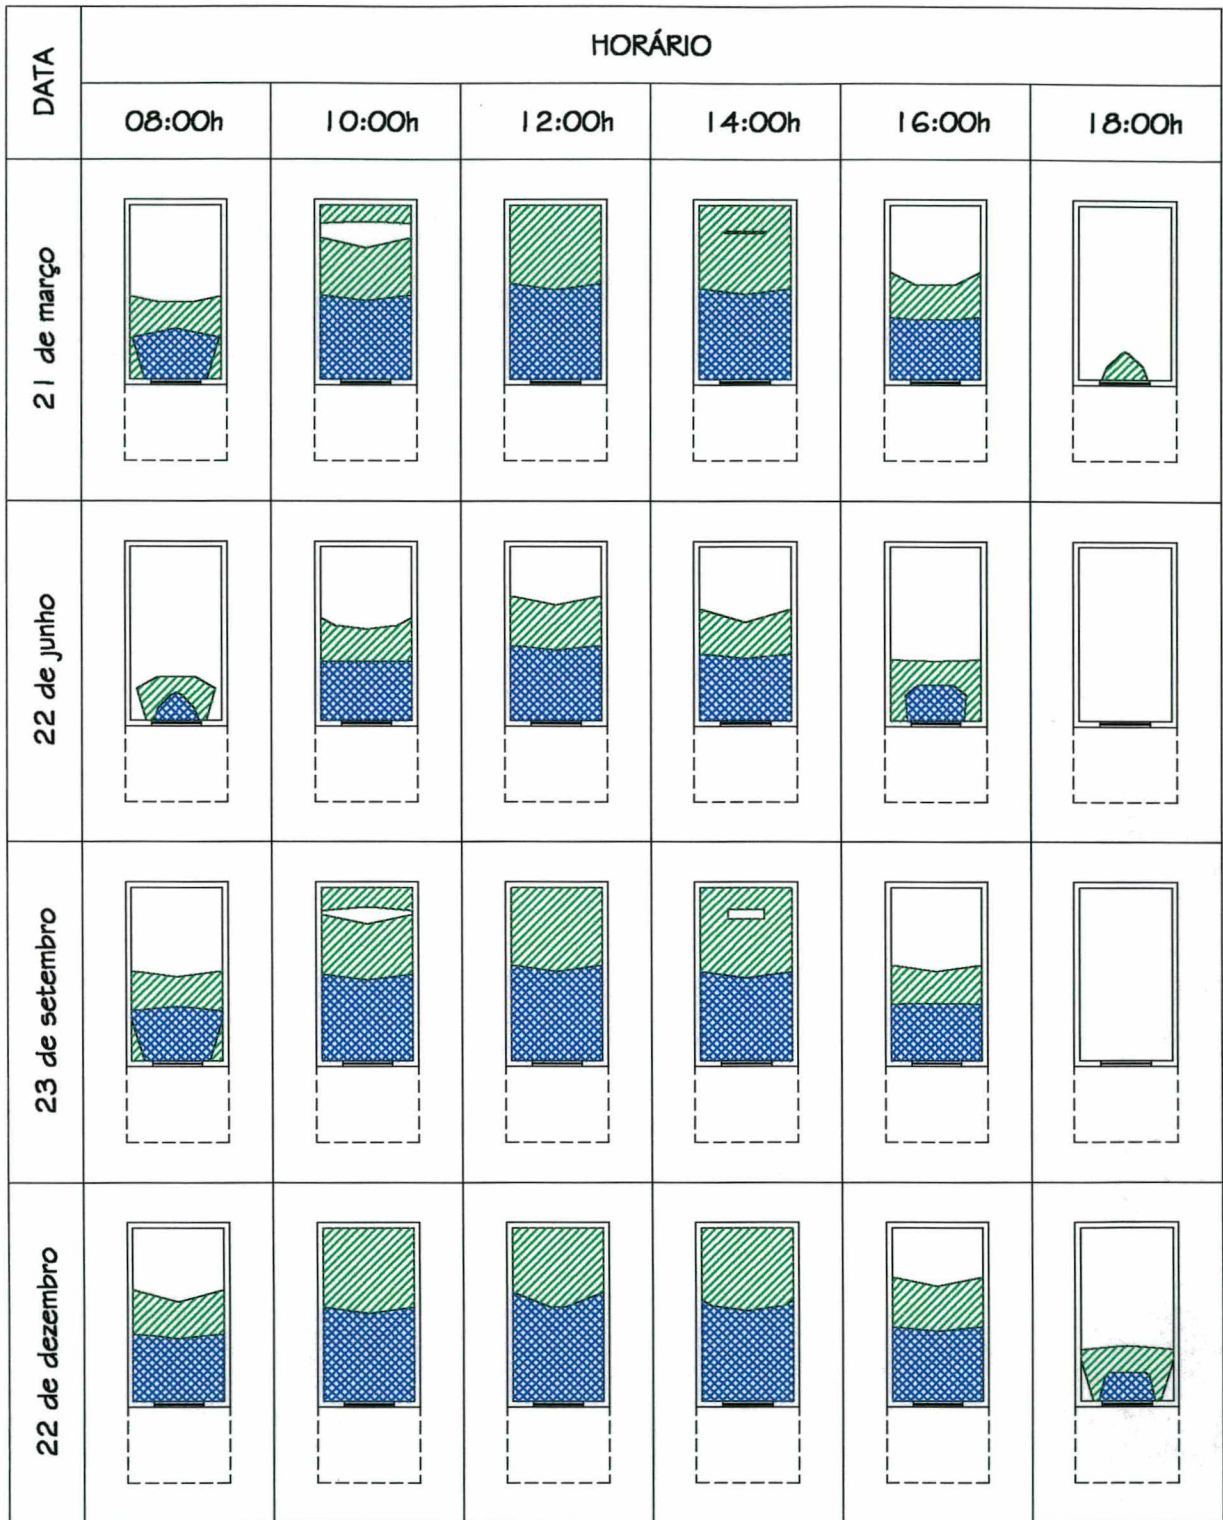 DATA
HORÁRIO
08:00h
10:00h
12:00h
14:00h
16:00h
18:00h
21 de março
22 de junho
23 de setembro
22 de dezembro